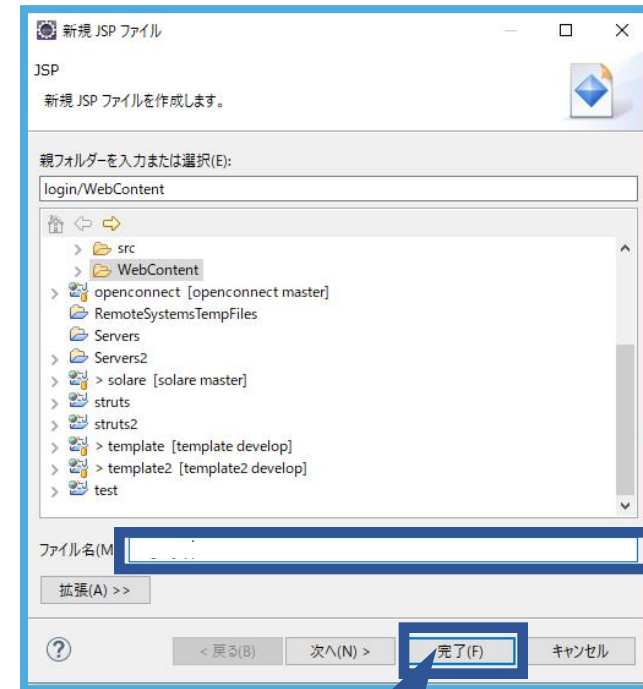 新規 JSP ファイル
JSP
新規 JSP ファイルを作成します。
親フォルダーを入力または選択(E):
login/WebContent
> src
> WebContent
> openconnect [openconnect master]
RemoteSystemsTempFiles
Servers
> Servers2
> > solare [solare master]
> struts
> struts2
> > template [template develop]
> > template2 [template2 develop]
> test
ファイル名(M
拡張(A) >>
< 戻る(B) 次へ(N) > 完了(F) キャンセル